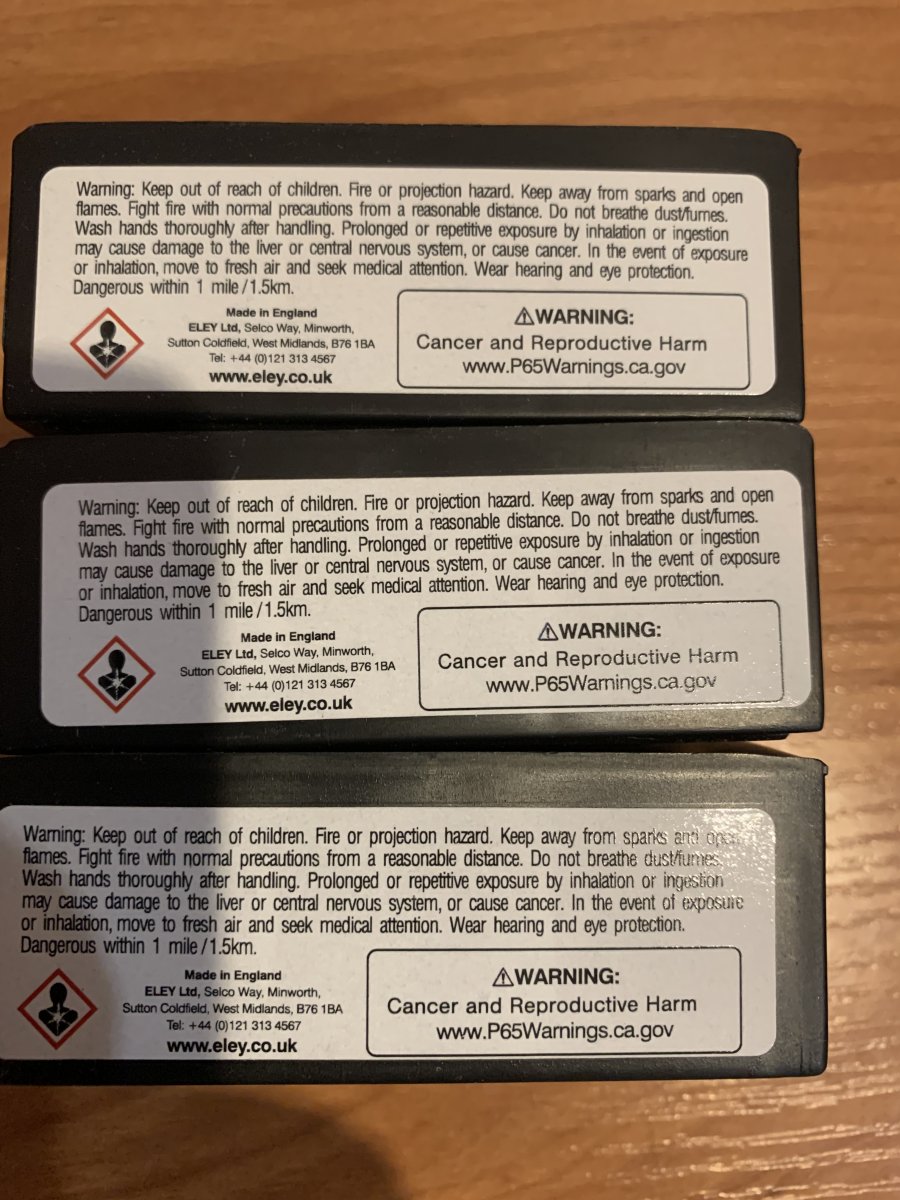 Warning: Keep out of reach of children. Fire or projection hazard. Keep away from sparks and open
flames. Fight fire with normal precautions from a reasonable distance. Do not breathe dust/fumes.
Wash hands thoroughly after handling. Prolonged or repetitive exposure by inhalation or ingestion
may cause damage to the liver or central nervous system, or cause cancer. In the event of exposure
or inhalation, move to fresh air and seek medical attention. Wear hearing and eye protection.
Dangerous within 1 mile/1.5km.
Made in England
ELEY Ltd, Selco Way, Minworth,
Sutton Coldfield, West Midlands, B76 1BA
Tel: +44 (0)121 313 4567
www.eley.co.uk
⚠WARNING:
Cancer and Reproductive Harm
www.P65Warnings.ca.gov
Warning: Keep out of reach of children. Fire or projection hazard. Keep away from sparks and open
flames. Fight fire with normal precautions from a reasonable distance. Do not breathe dust/fumes.
Wash hands thoroughly after handling. Prolonged or repetitive exposure by inhalation or ingestion
may cause damage to the liver or central nervous system, or cause cancer. In the event of exposure
or inhalation, move to fresh air and seek medical attention. Wear hearing and eye protection.
Dangerous within 1 mile/1.5km.
Made in England
ELEY Ltd, Selco Way, Minworth,
Sutton Coldfield, West Midlands, B76 1BA
Tel: +44 (0)121 313 4567
www.eley.co.uk
⚠WARNING:
Cancer and Reproductive Harm
www.P65Warnings.ca.gov
Warning: Keep out of reach of children. Fire or projection hazard. Keep away from sparks and open
flames. Fight fire with normal precautions from a reasonable distance. Do not breathe dust/fumes.
Wash hands thoroughly after handling. Prolonged or repetitive exposure by inhalation or ingestion
may cause damage to the liver or central nervous system, or cause cancer. In the event of exposure
or inhalation, move to fresh air and seek medical attention. Wear hearing and eye protection.
Dangerous within 1 mile/1.5km.
Made in England
ELEY Ltd, Selco Way, Minworth,
Sutton Coldfield, West Midlands, B76 1BA
Tel: +44 (0)121 313 4567
www.eley.co.uk
⚠WARNING:
Cancer and Reproductive Harm
www.P65Warnings.ca.gov